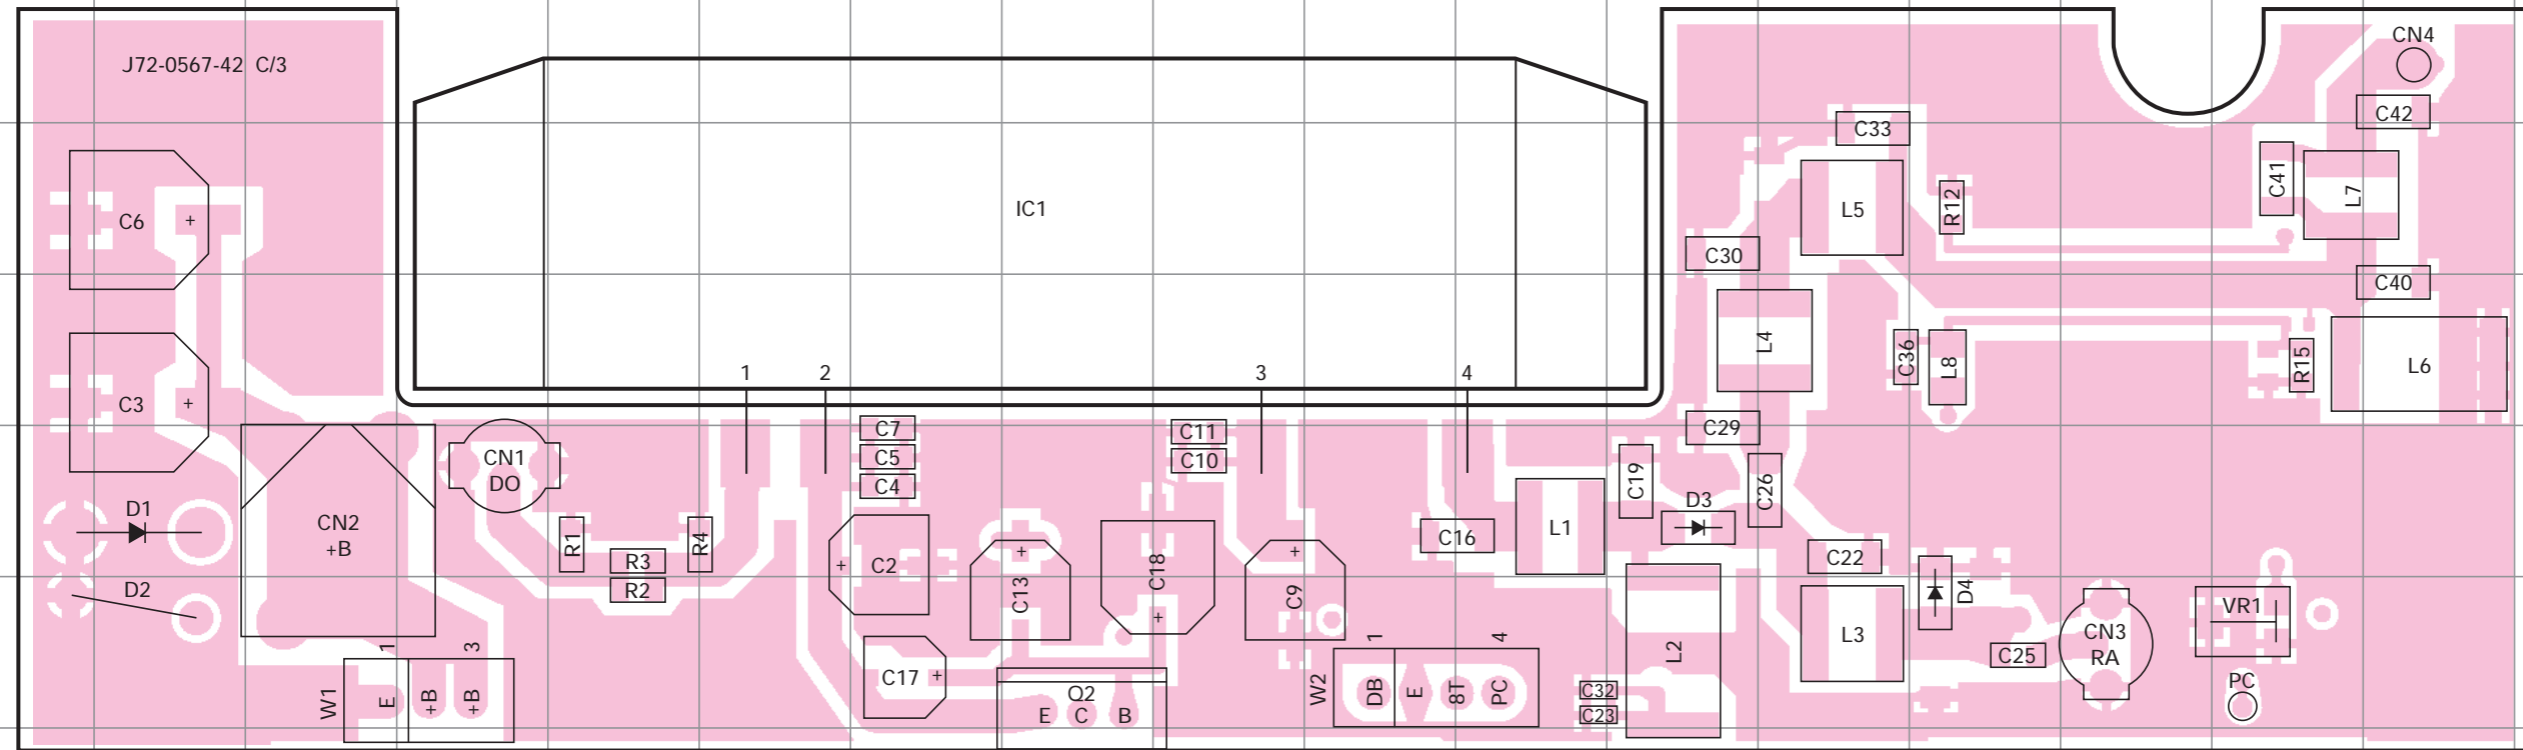 J72-0567-42 C/3
CN4
C42
C33
C6
+
IC1
L5
R12
C41
L7
C30
C40
L4
C36
L8
R15
L6
C3
+
1
2
3
4
C7
C5
C4
C11
C10
C29
CN1
DO
C19
C26
D3
D1
CN2
+B
R1
R4
R3
R2
+
C2
+
C13
C18
+
+
C9
C16
L1
C22
D4
D2
L2
L3
VR1
CN3
RA
C25
PC
W1
1
3
E
+B
+B
C17
+
Q2
E C B
W2
1
4
DB
E
8T
PC
C32
C23